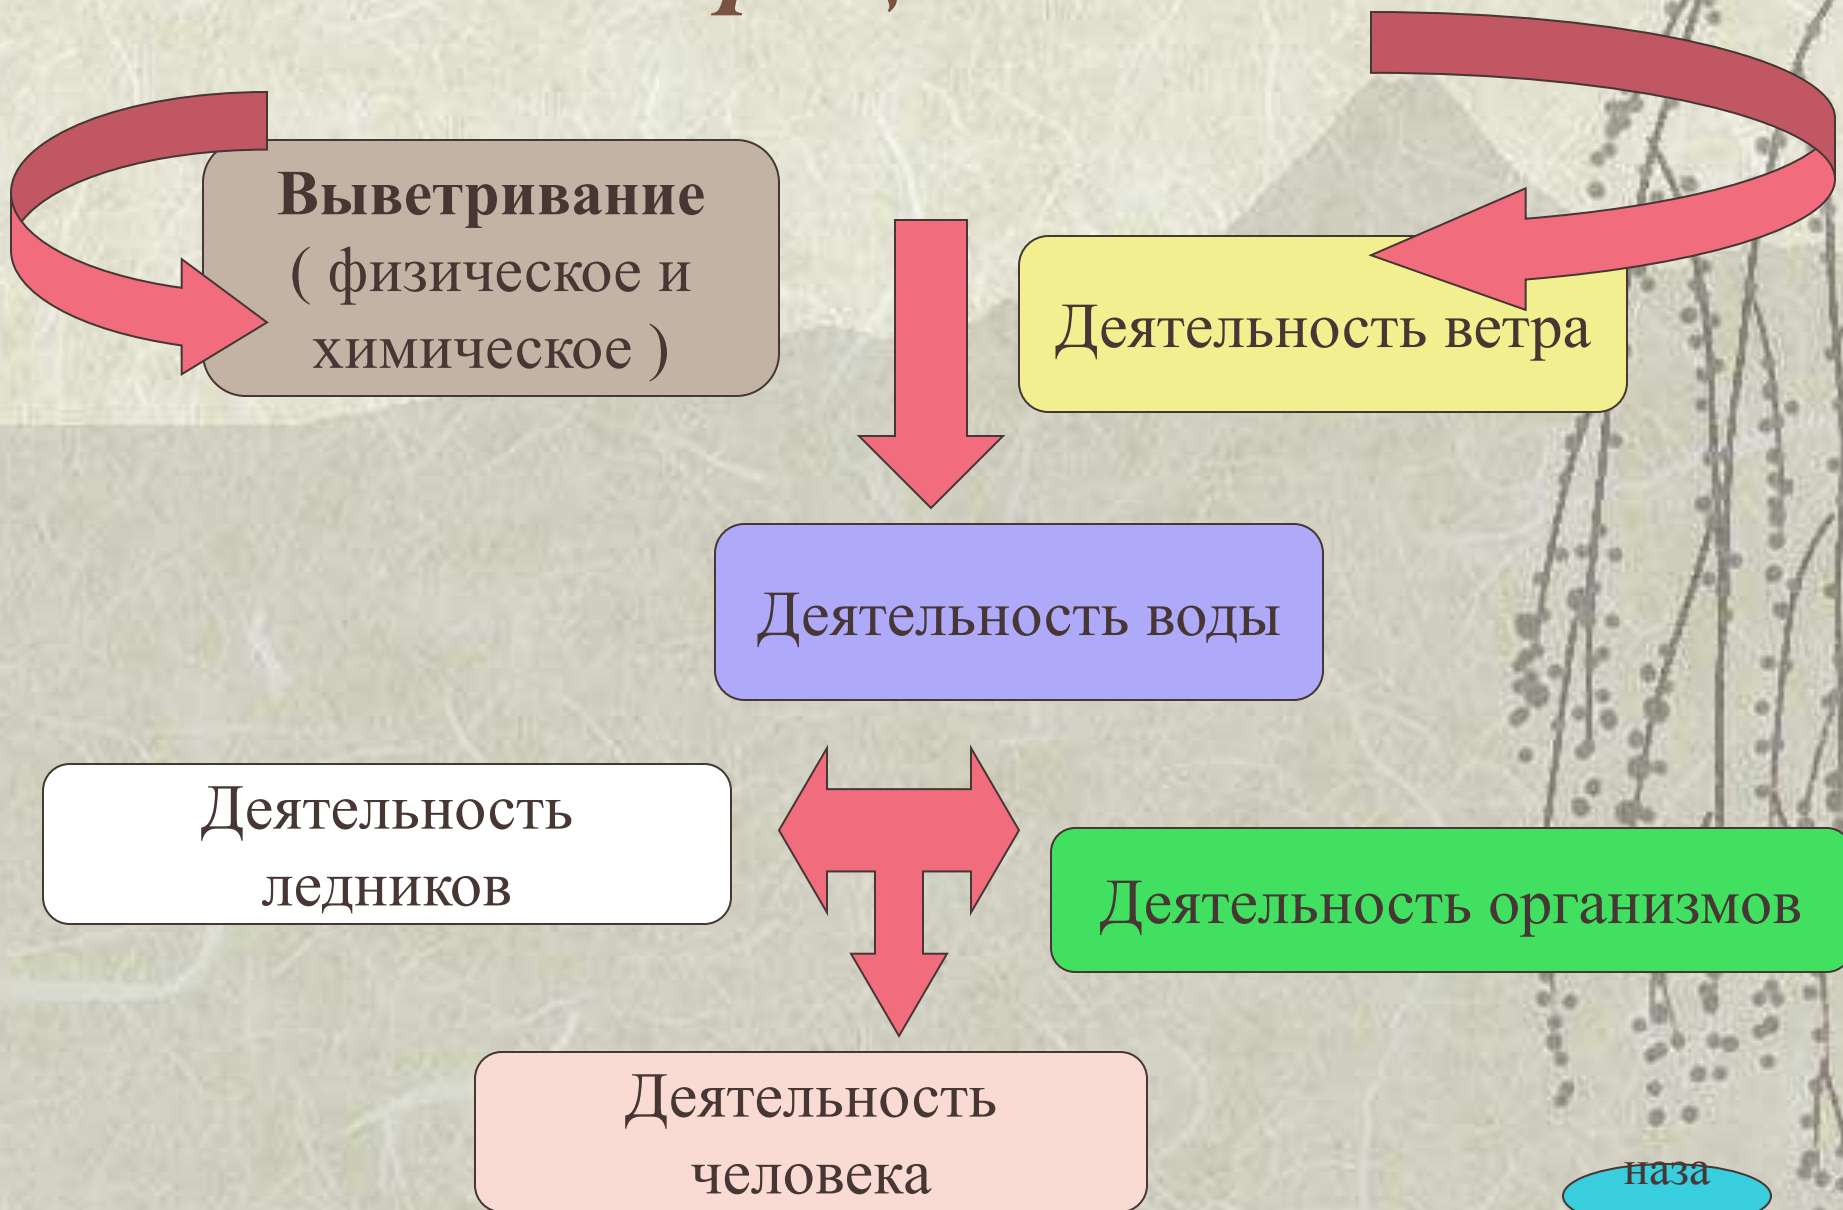 Выветривание
( физическое и
химическое )
Деятельность ветра
Деятельность воды
Деятельность
ледников
Деятельность организмов
Деятельность
человека
наза